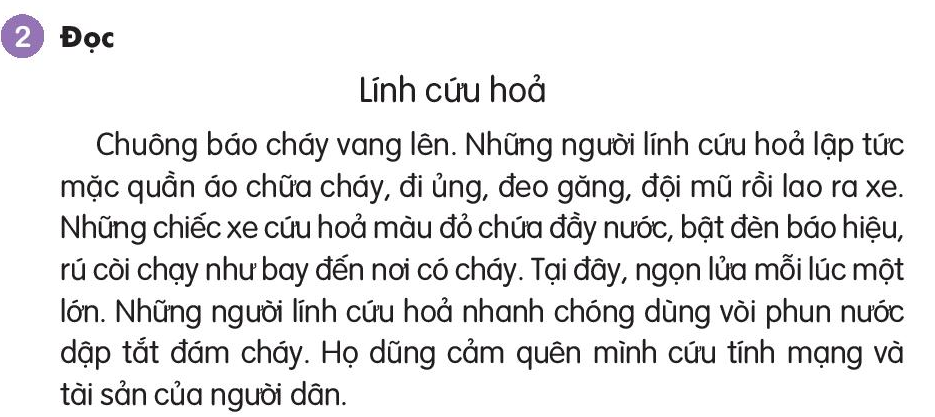 2 Đọc
Lính cứu hoả
Chuông báo cháy vang lên. Những người lính cứu hoả lập tức
mặc quần áo chữa cháy, đi ủng, đeo găng, đội mũ rồi lao ra xe.
Những chiếc xe cứu hoả màu đỏ chứa đầy nước, bật đèn báo hiệu,
rú còi chạy như bay đến nơi có cháy. Tại đây, ngọn lửa mỗi lúc một
lớn. Những người lính cứu hoả nhanh chóng dùng vòi phun nước
dập tắt đám cháy. Họ dũng cảm quên mình cứu tính mạng và
tài sản của người dân.